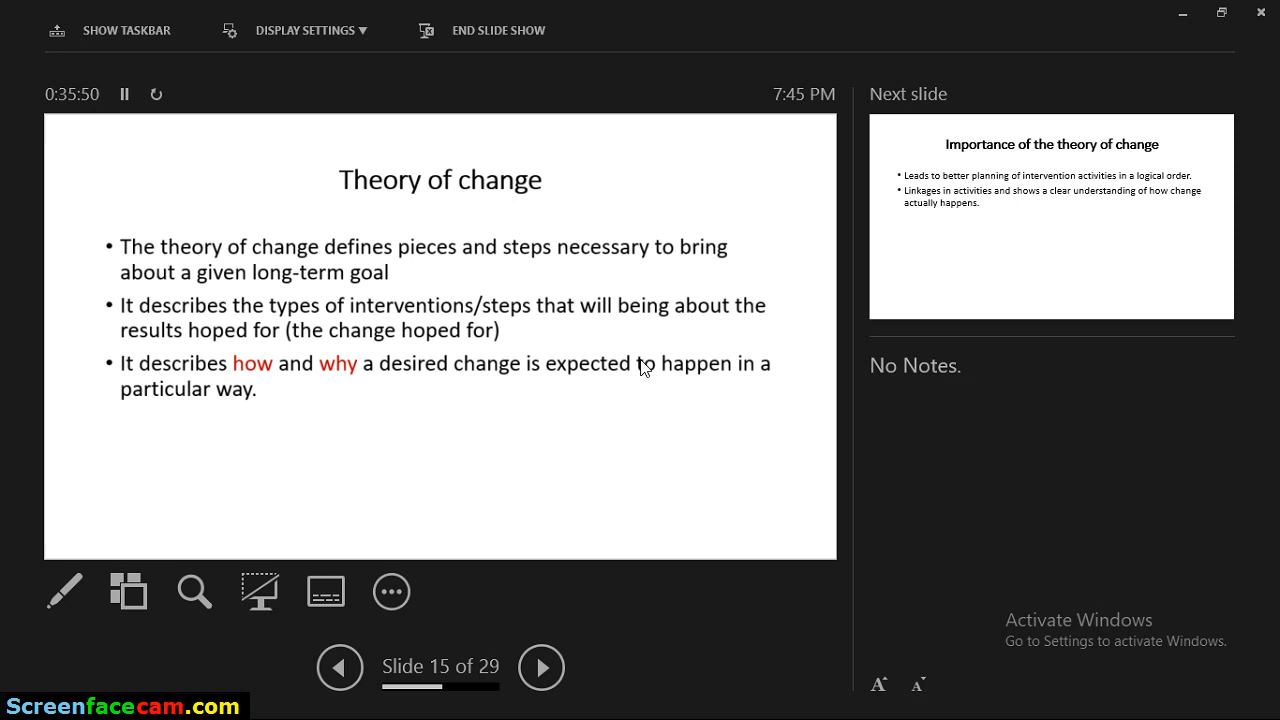 SHOW TASKBAR
DISPLAY SETTINGS ▼
END SLIDE SHOW
0:35:50
7:45 PM
Theory of change
• The theory of change defines pieces and steps necessary to bring
about a given long-term goal
• It describes the types of interventions/steps that will being about the
results hoped for (the change hoped for)
• It describes how and why a desired change is expected to happen in a
particular way.
Next slide
Importance of the theory of change
• Leads to better planning of intervention activities in a logical order.
• Linkages in activities and shows a clear understanding of how change
actually happens.
No Notes.
Activate Windows
Go to Settings to activate Windows.
Slide 15 of 29
A A
Screenfacecam.com